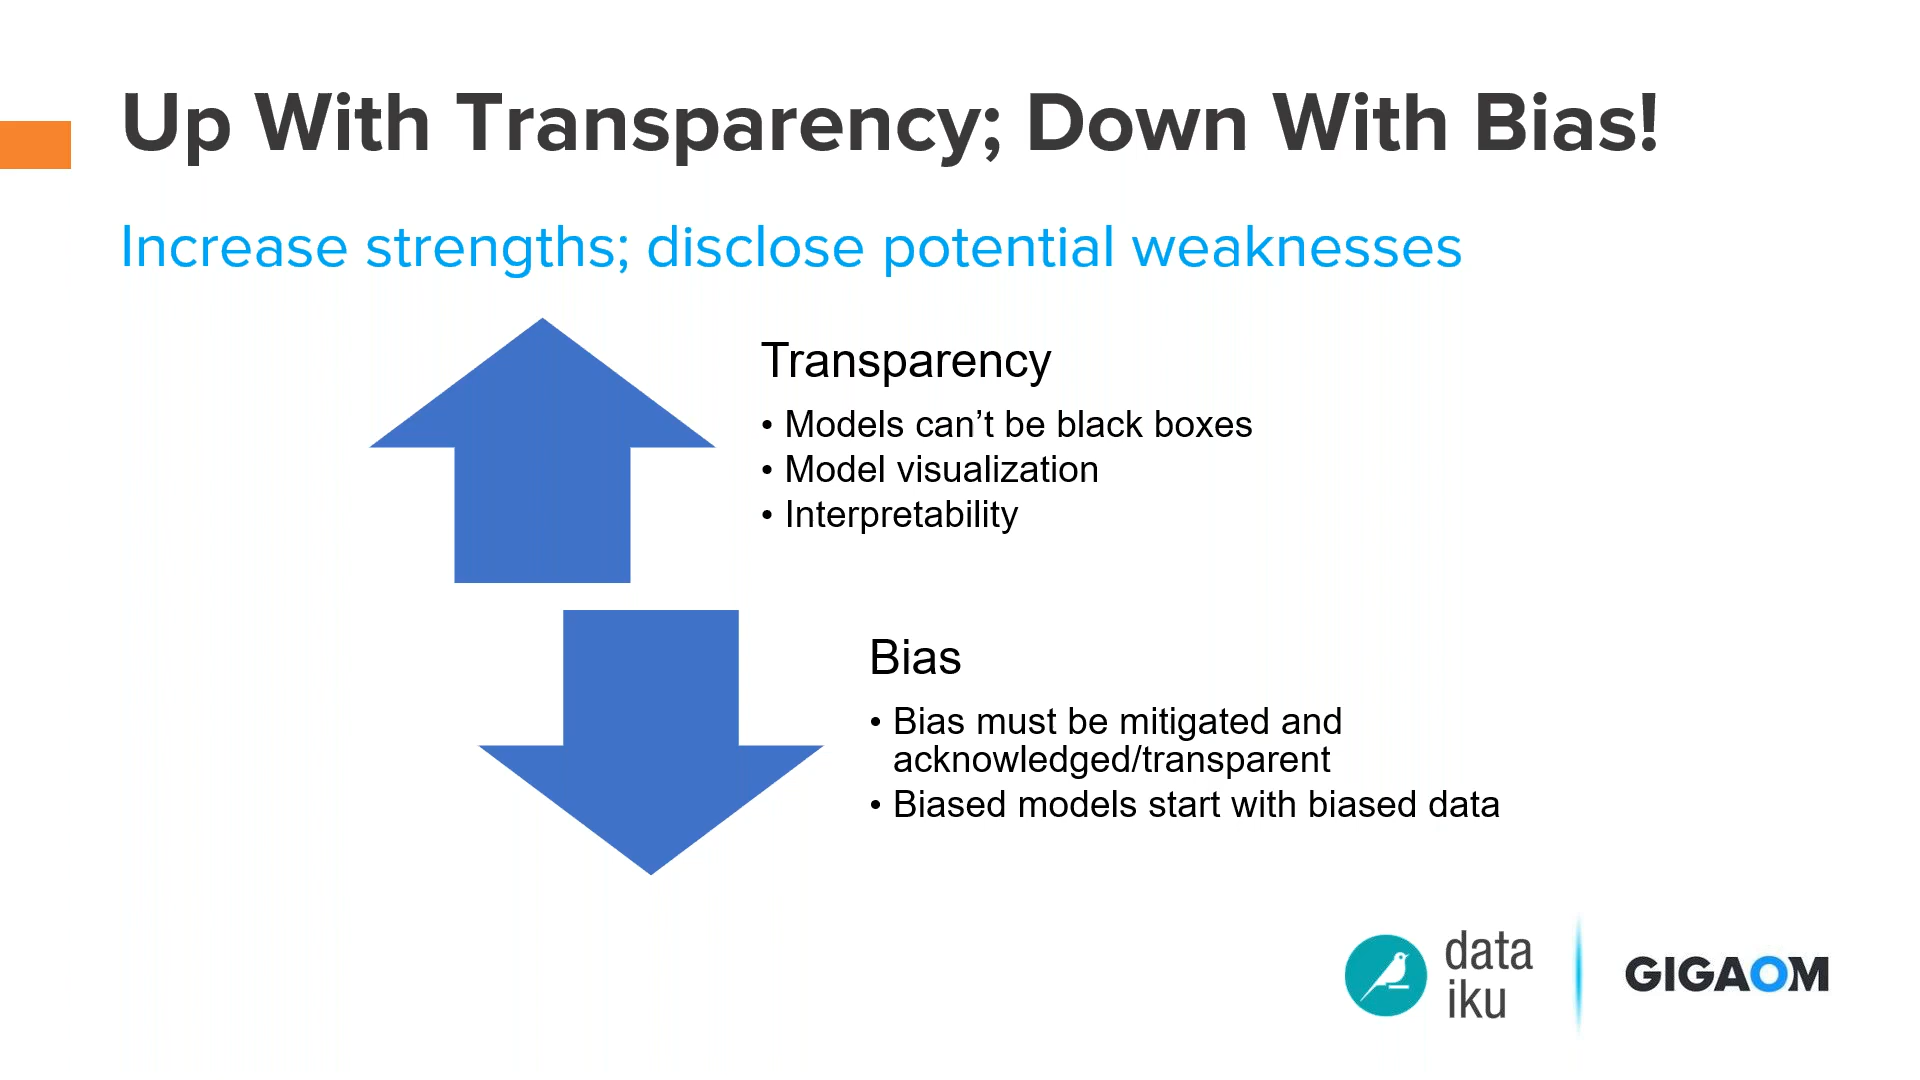 Up With Transparency; Down With Bias!
Increase strengths; disclose potential weaknesses
Transparency
• Models can’t be black boxes
• Model visualization
• Interpretability
Bias
• Bias must be mitigated and
acknowledged/transparent
• Biased models start with biased data
data
iku
GIGAOM